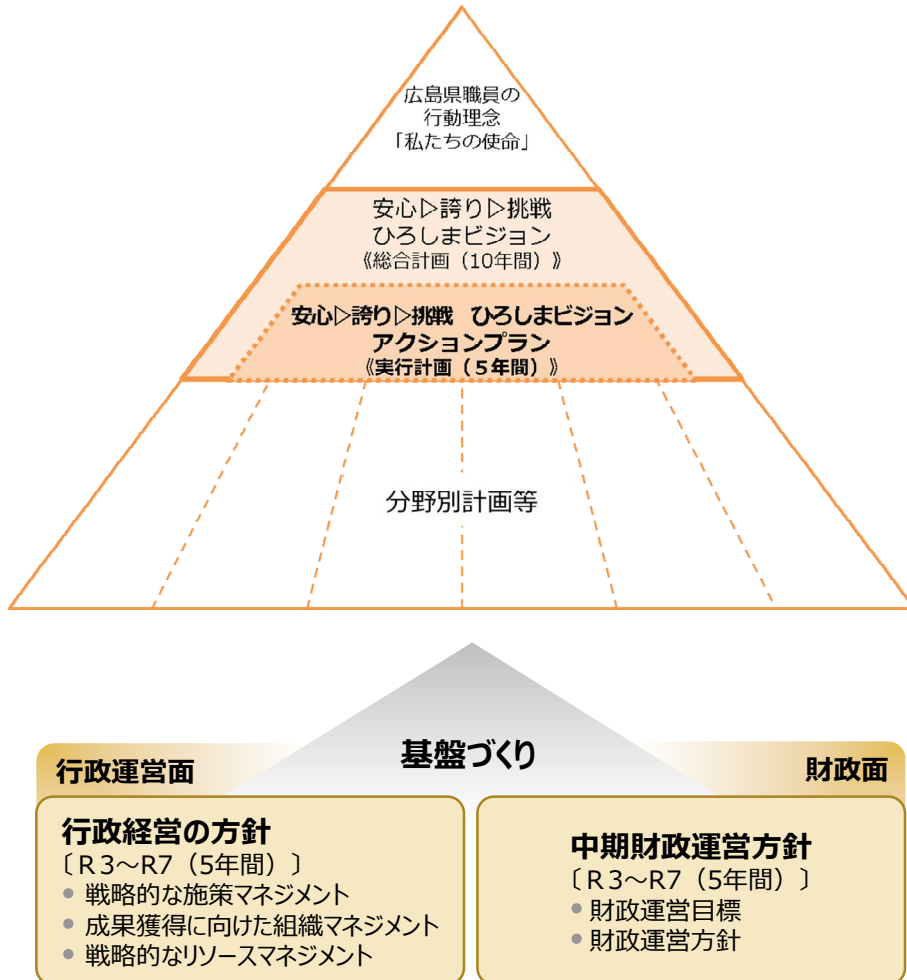 広島県職員の
行動理念
「私たちの使命」
安心▷誇り▷挑戦
ひろしまビジョン
《総合計画（10年間）》
安心▷誇り▷挑戦 ひろしまビジョン
アクションプラン
《実行計画（５年間）》
分野別計画等
基盤づくり
行政運営面
財政面
行政経営の方針
〔Ｒ3～R7（5年間）〕
● 戦略的な施策マネジメント
● 成果獲得に向けた組織マネジメント
● 戦略的なリソースマネジメント
中期財政運営方針
〔Ｒ3～R7（5年間）〕
● 財政運営目標
● 財政運営方針